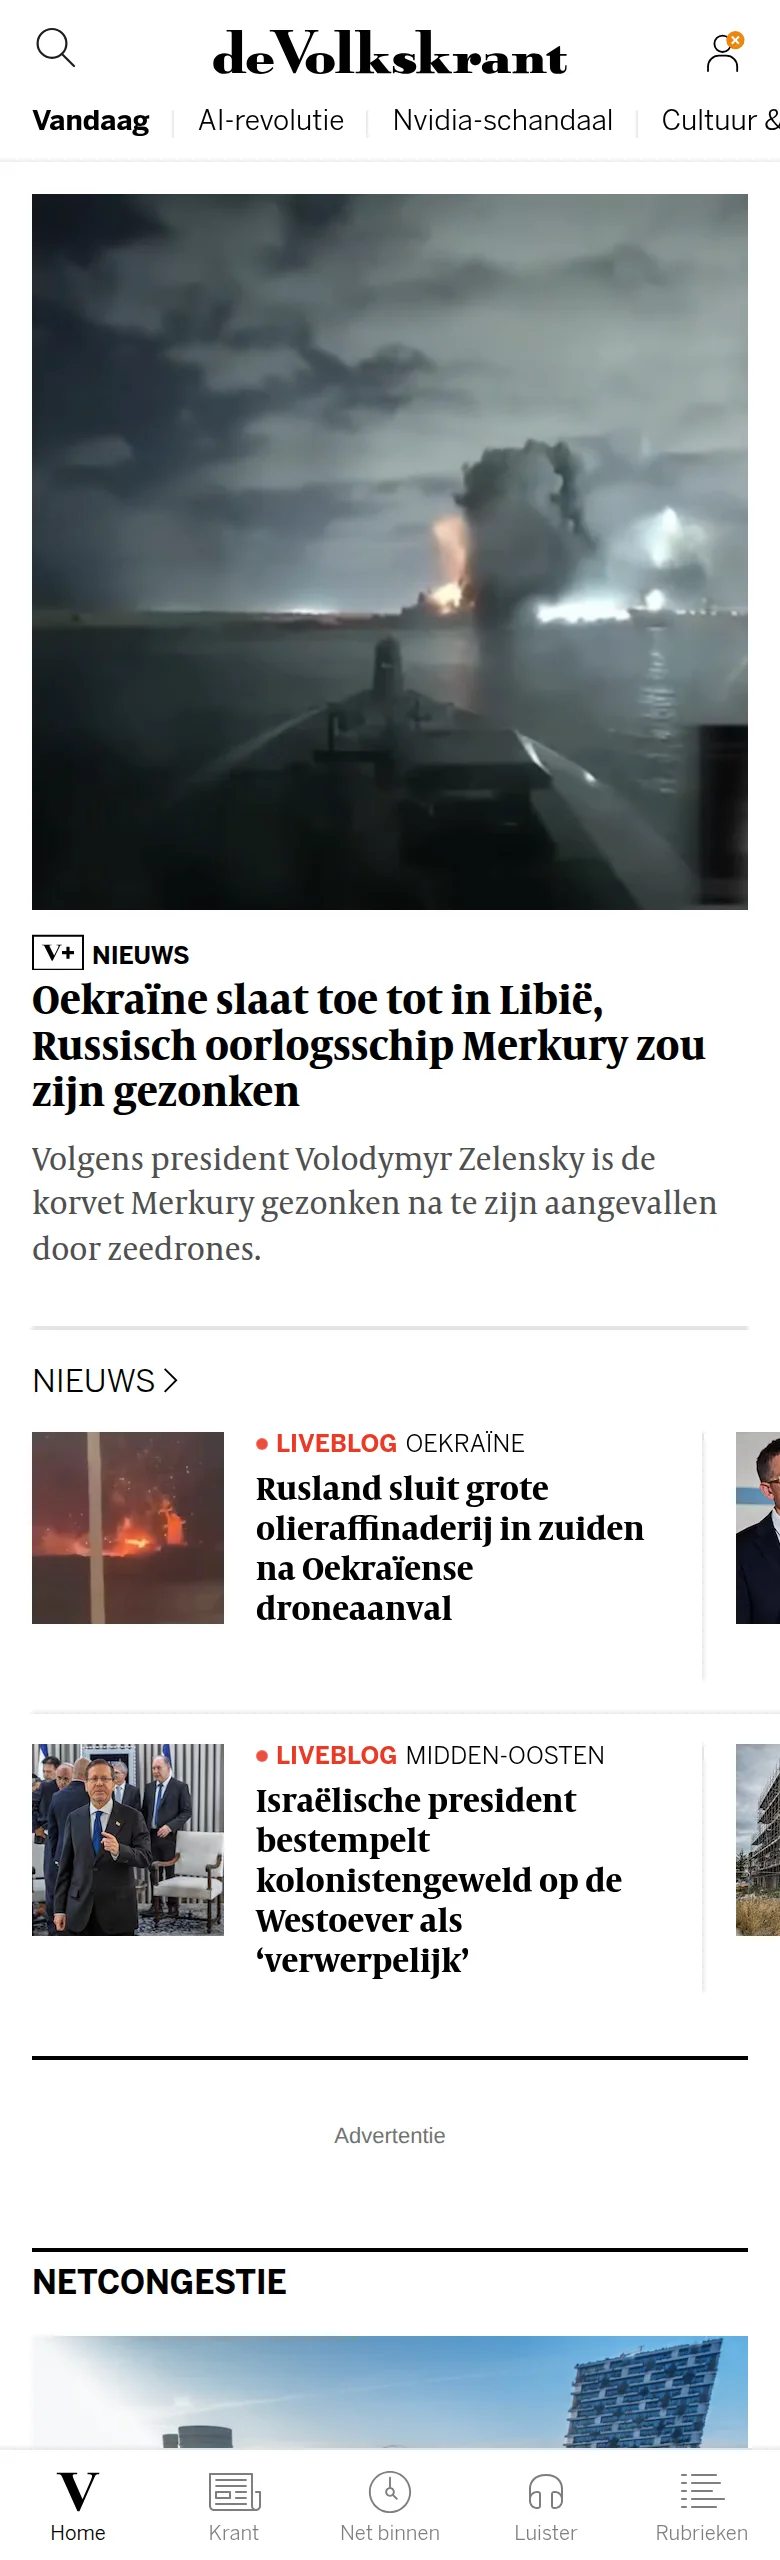 deVolkskrant
Vandaag
AI-revolutie
Nvidia-schandaal
Cultuur &
V+ NIEUWS
Oekraïne slaat toe tot in Libië,
Russisch oorlogsschip Merkury zou
zijn gezonken
Volgens president Volodymyr Zelensky is de
korvet Merkury gezonken na te zijn aangevallen
door zeedrones.
NIEUWS
LIVEBLOG OEKRAÏNE
Rusland sluit grote
olieraffinaderij in zuiden
na Oekraïense
droneaanval
LIVEBLOG MIDDEN-OOSTEN
Israëlische president
bestempelt
kolonistengeweld op de
Westoever als
‘verwerpelijk’
Advertentie
NETCONGESTIE
V
Home
Krant
Net binnen
Luister
Rubrieken